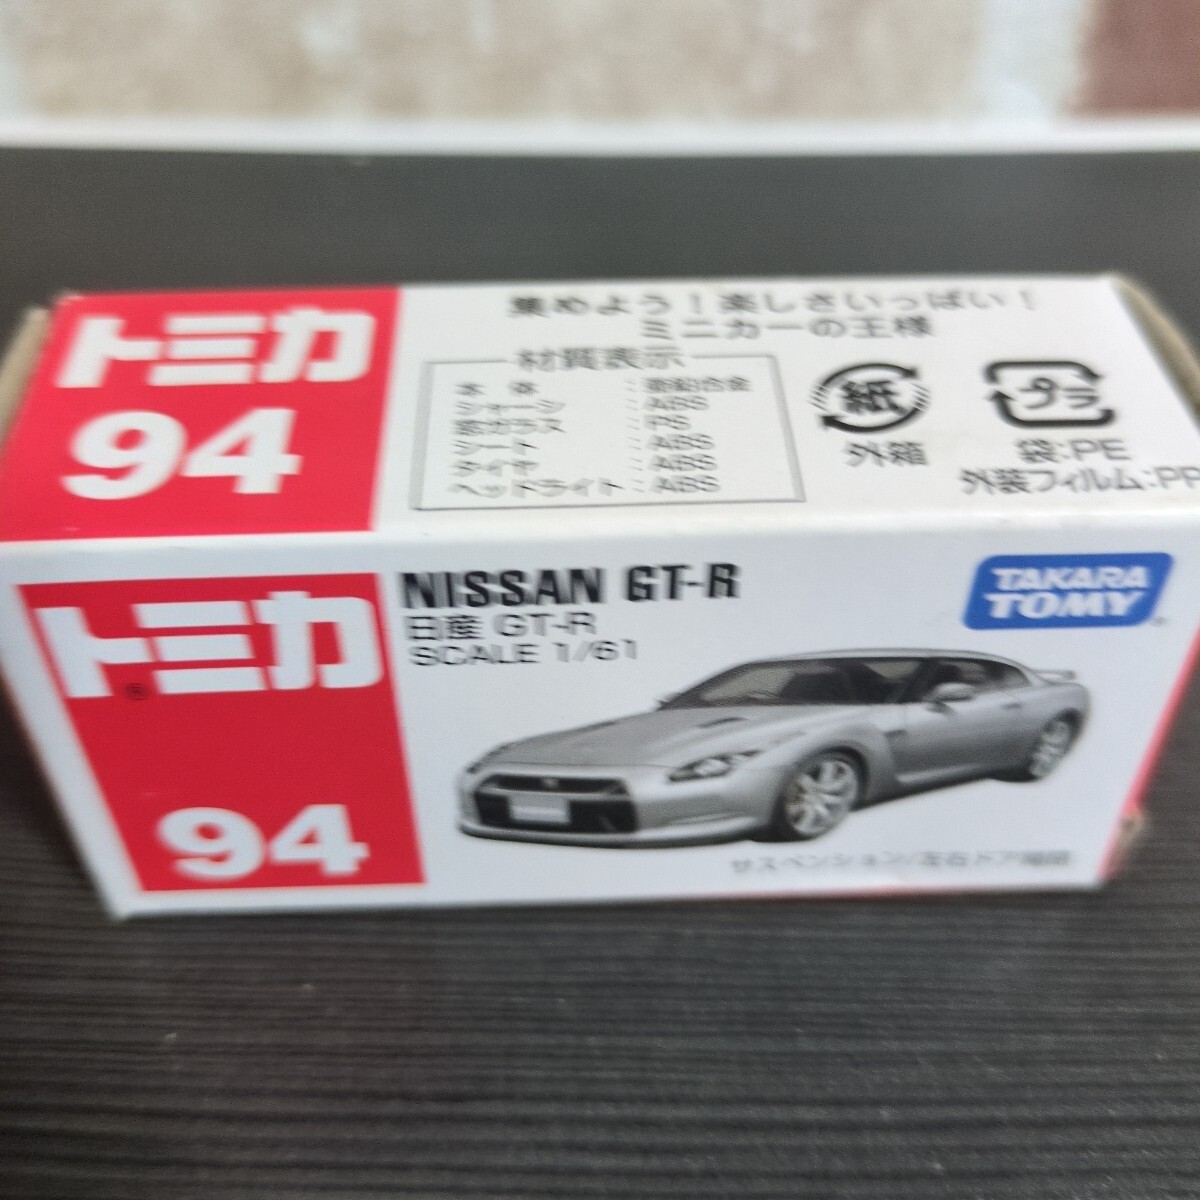 トミカ
94
集めよう！楽しさいっぱい！
ミニカーの王様
材質表示
本体：亜鉛合金
シャーシ：ABS
窓ガラス：PS
シート：ABS
タイヤ：ABS
ヘッドライト：ABS
紙
外箱
プラ
袋:PE
外装フィルム:PP
トミカ®
94
NISSAN GT-R
日産 GT-R
SCALE 1/61
TAKARA
TOMY®
サスペンション/左右ドア開閉